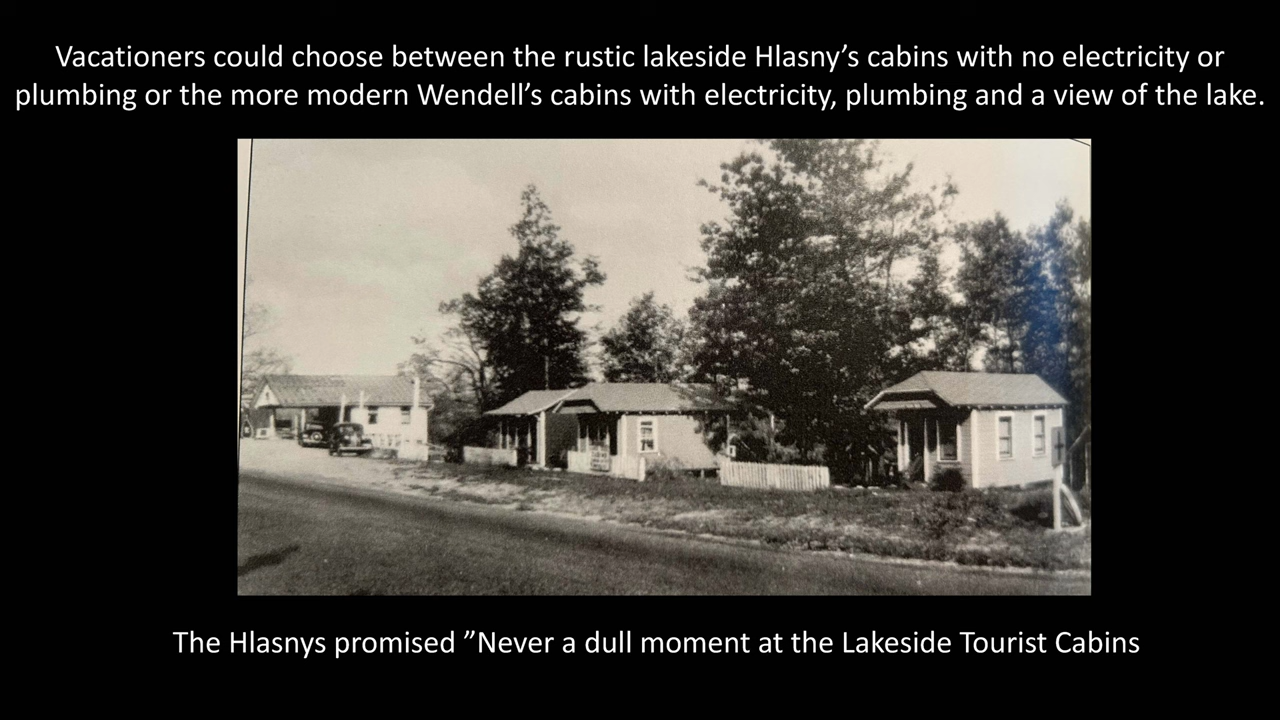 Vacationers could choose between the rustic lakeside Hlasny’s cabins with no electricity or
plumbing or the more modern Wendell’s cabins with electricity, plumbing and a view of the lake.
The Hlasnys promised ”Never a dull moment at the Lakeside Tourist Cabins